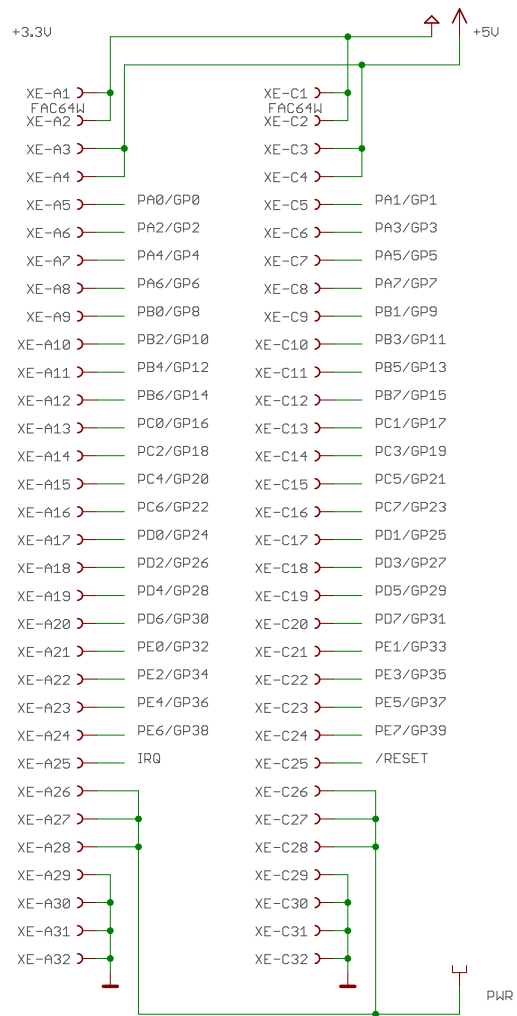 +3.3V +5V
XE-A1 XE-C1
FAC64W FAC64W
XE-A2 XE-C2
XE-A3 XE-C3
XE-A4 XE-C4
XE-A5 PA0/GP0 XE-C5 PA1/GP1
XE-A6 PA2/GP2 XE-C6 PA3/GP3
XE-A7 PA4/GP4 XE-C7 PA5/GP5
XE-A8 PA6/GP6 XE-C8 PA7/GP7
XE-A9 PB0/GP8 XE-C9 PB1/GP9
XE-A10 PB2/GP10 XE-C10 PB3/GP11
XE-A11 PB4/GP12 XE-C11 PB5/GP13
XE-A12 PB6/GP14 XE-C12 PB7/GP15
XE-A13 PC0/GP16 XE-C13 PC1/GP17
XE-A14 PC2/GP18 XE-C14 PC3/GP19
XE-A15 PC4/GP20 XE-C15 PC5/GP21
XE-A16 PC6/GP22 XE-C16 PC7/GP23
XE-A17 PD0/GP24 XE-C17 PD1/GP25
XE-A18 PD2/GP26 XE-C18 PD3/GP27
XE-A19 PD4/GP28 XE-C19 PD5/GP29
XE-A20 PD6/GP30 XE-C20 PD7/GP31
XE-A21 PE0/GP32 XE-C21 PE1/GP33
XE-A22 PE2/GP34 XE-C22 PE3/GP35
XE-A23 PE4/GP36 XE-C23 PE5/GP37
XE-A24 PE6/GP38 XE-C24 PE7/GP39
XE-A25 IRQ XE-C25 /RESET
XE-A26 XE-C26
XE-A27 XE-C27
XE-A28 XE-C28
XE-A29 XE-C29
XE-A30 XE-C30
XE-A31 XE-C31
XE-A32 XE-C32
PWR